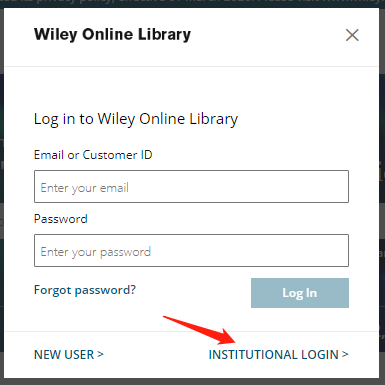 Wiley Online Library
Log in to Wiley Online Library
Email or Customer ID
Enter your email
Password
Enter your password
Forgot password?
Log In
NEW USER >
INSTITUTIONAL LOGIN >